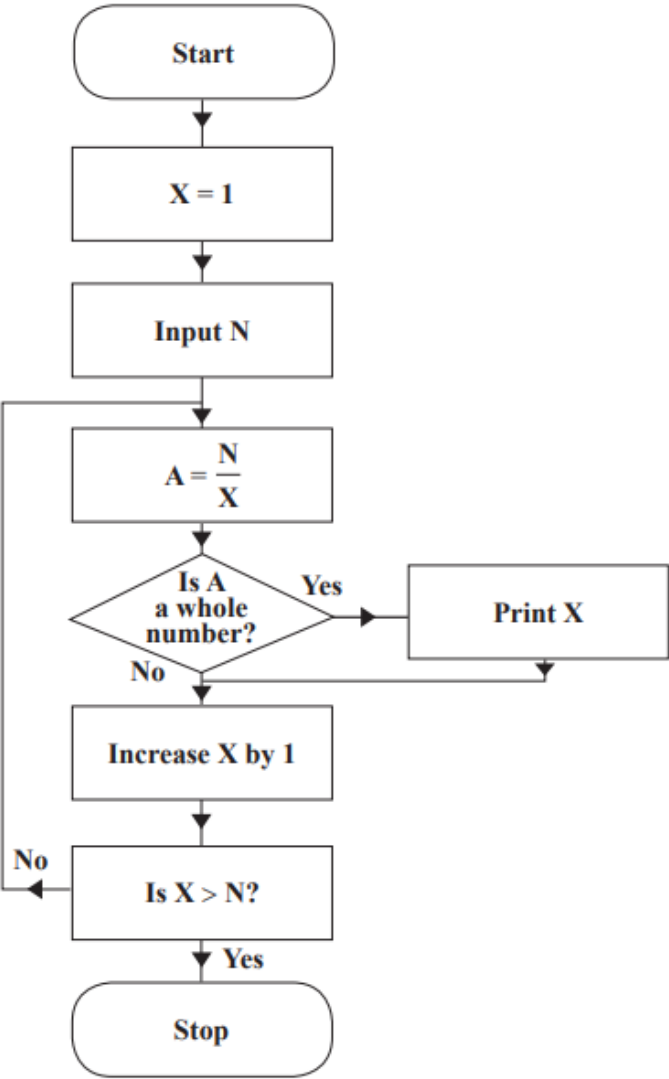 Start
X = 1
Input N
A = N/X
Is A
a whole
number?
Yes
Print X
No
Increase X by 1
No
Is X > N?
Yes
Stop